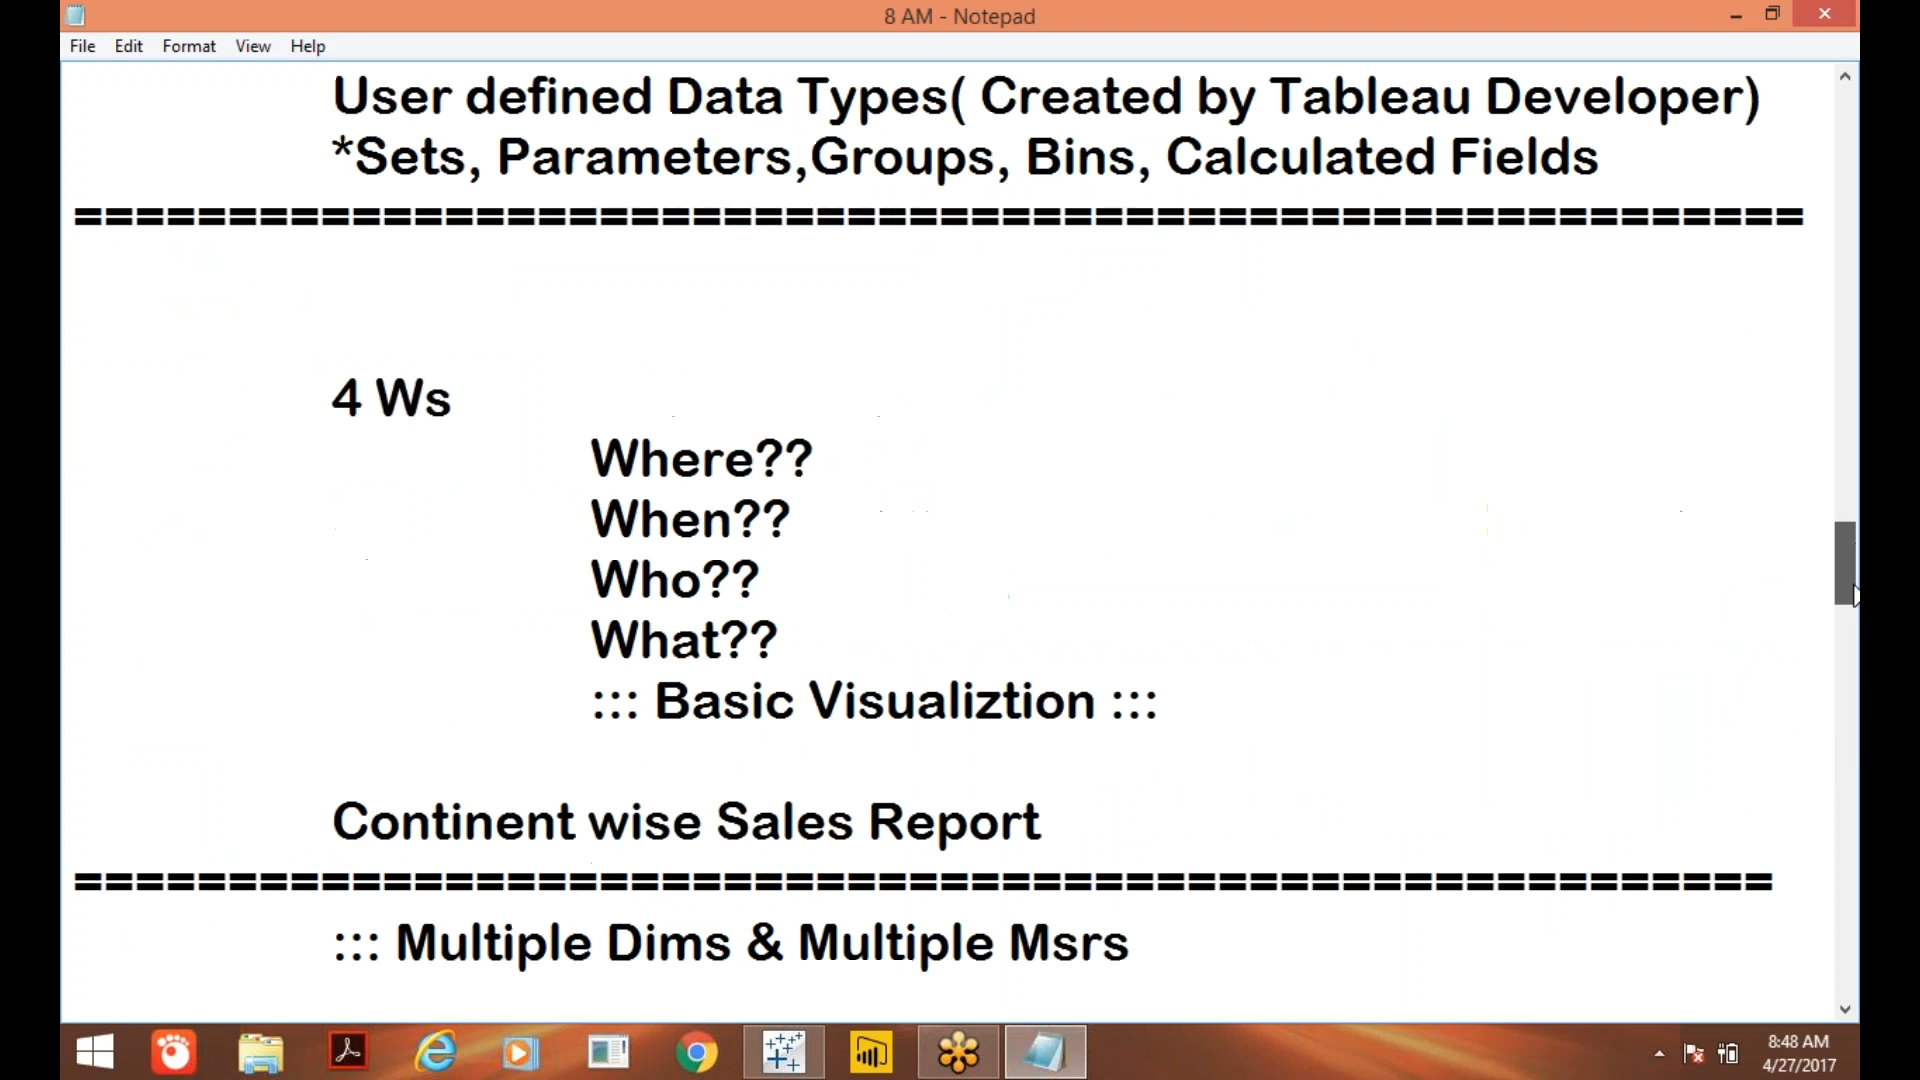 8 AM - Notepad
File Edit Format View Help
User defined Data Types( Created by Tableau Developer)
*Sets, Parameters,Groups, Bins, Calculated Fields
========================================================
4 Ws
Where??
When??
Who??
What??
::: Basic Visualiztion :::
Continent wise Sales Report
=======================================================
::: Multiple Dims & Multiple Msrs
8:48 AM
4/27/2017